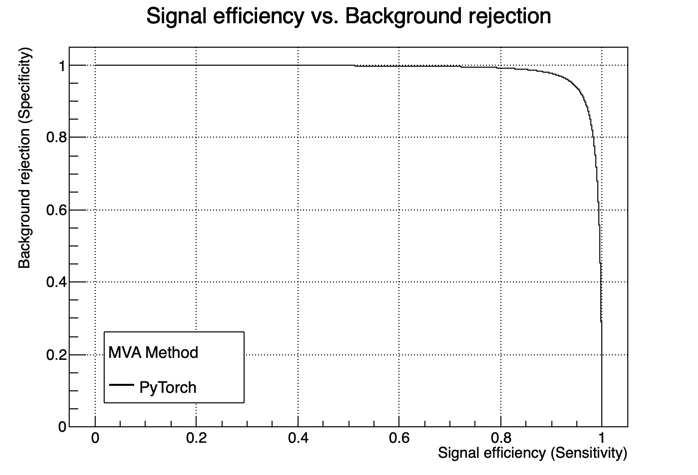 Signal efficiency vs. Background rejection
Background rejection (Specificity)
1
0.8
0.6
0.4
0.2
0
MVA Method
PyTorch
0 0.2 0.4 0.6 0.8 1
Signal efficiency (Sensitivity)